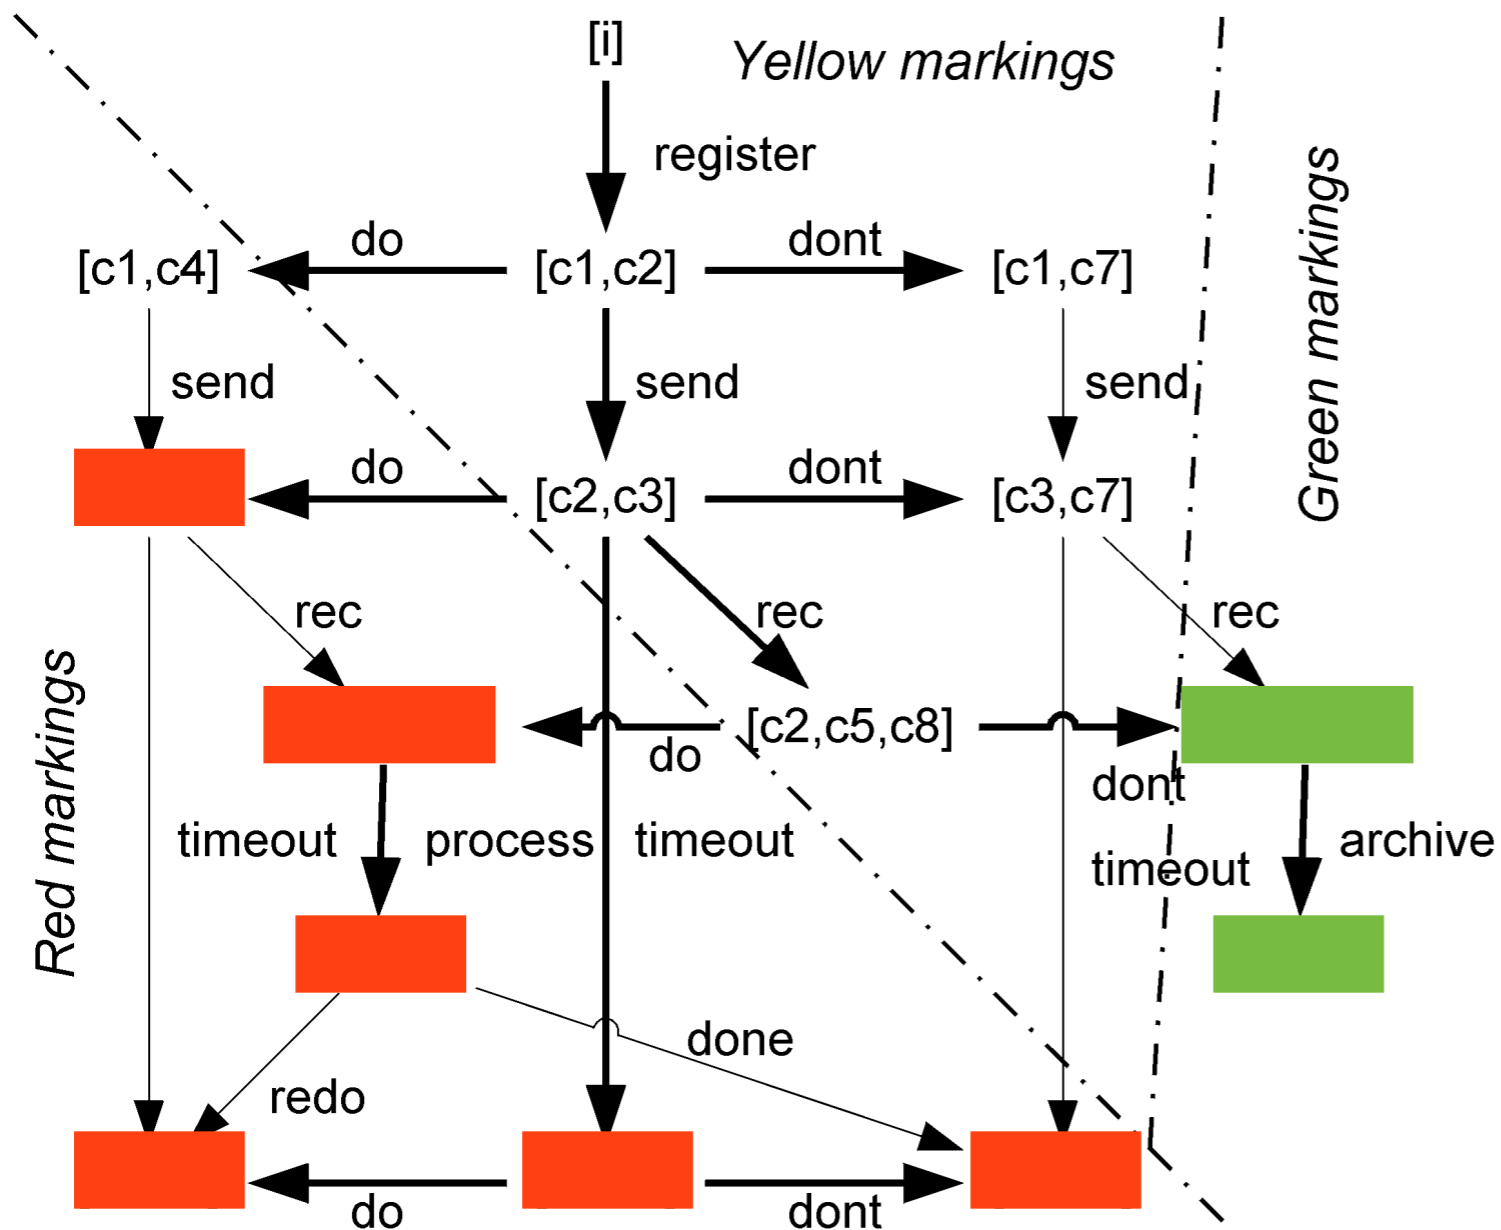 [i]
Yellow markings
register
Green markings
do
dont
[c1,c4]
[c1,c2]
[c1,c7]
send
send
send
do
dont
[c2,c3]
[c3,c7]
rec
rec
rec
Red markings
[c2,c5,c8]
do
dont
timeout
process
timeout
timeout
archive
done
redo
do
dont